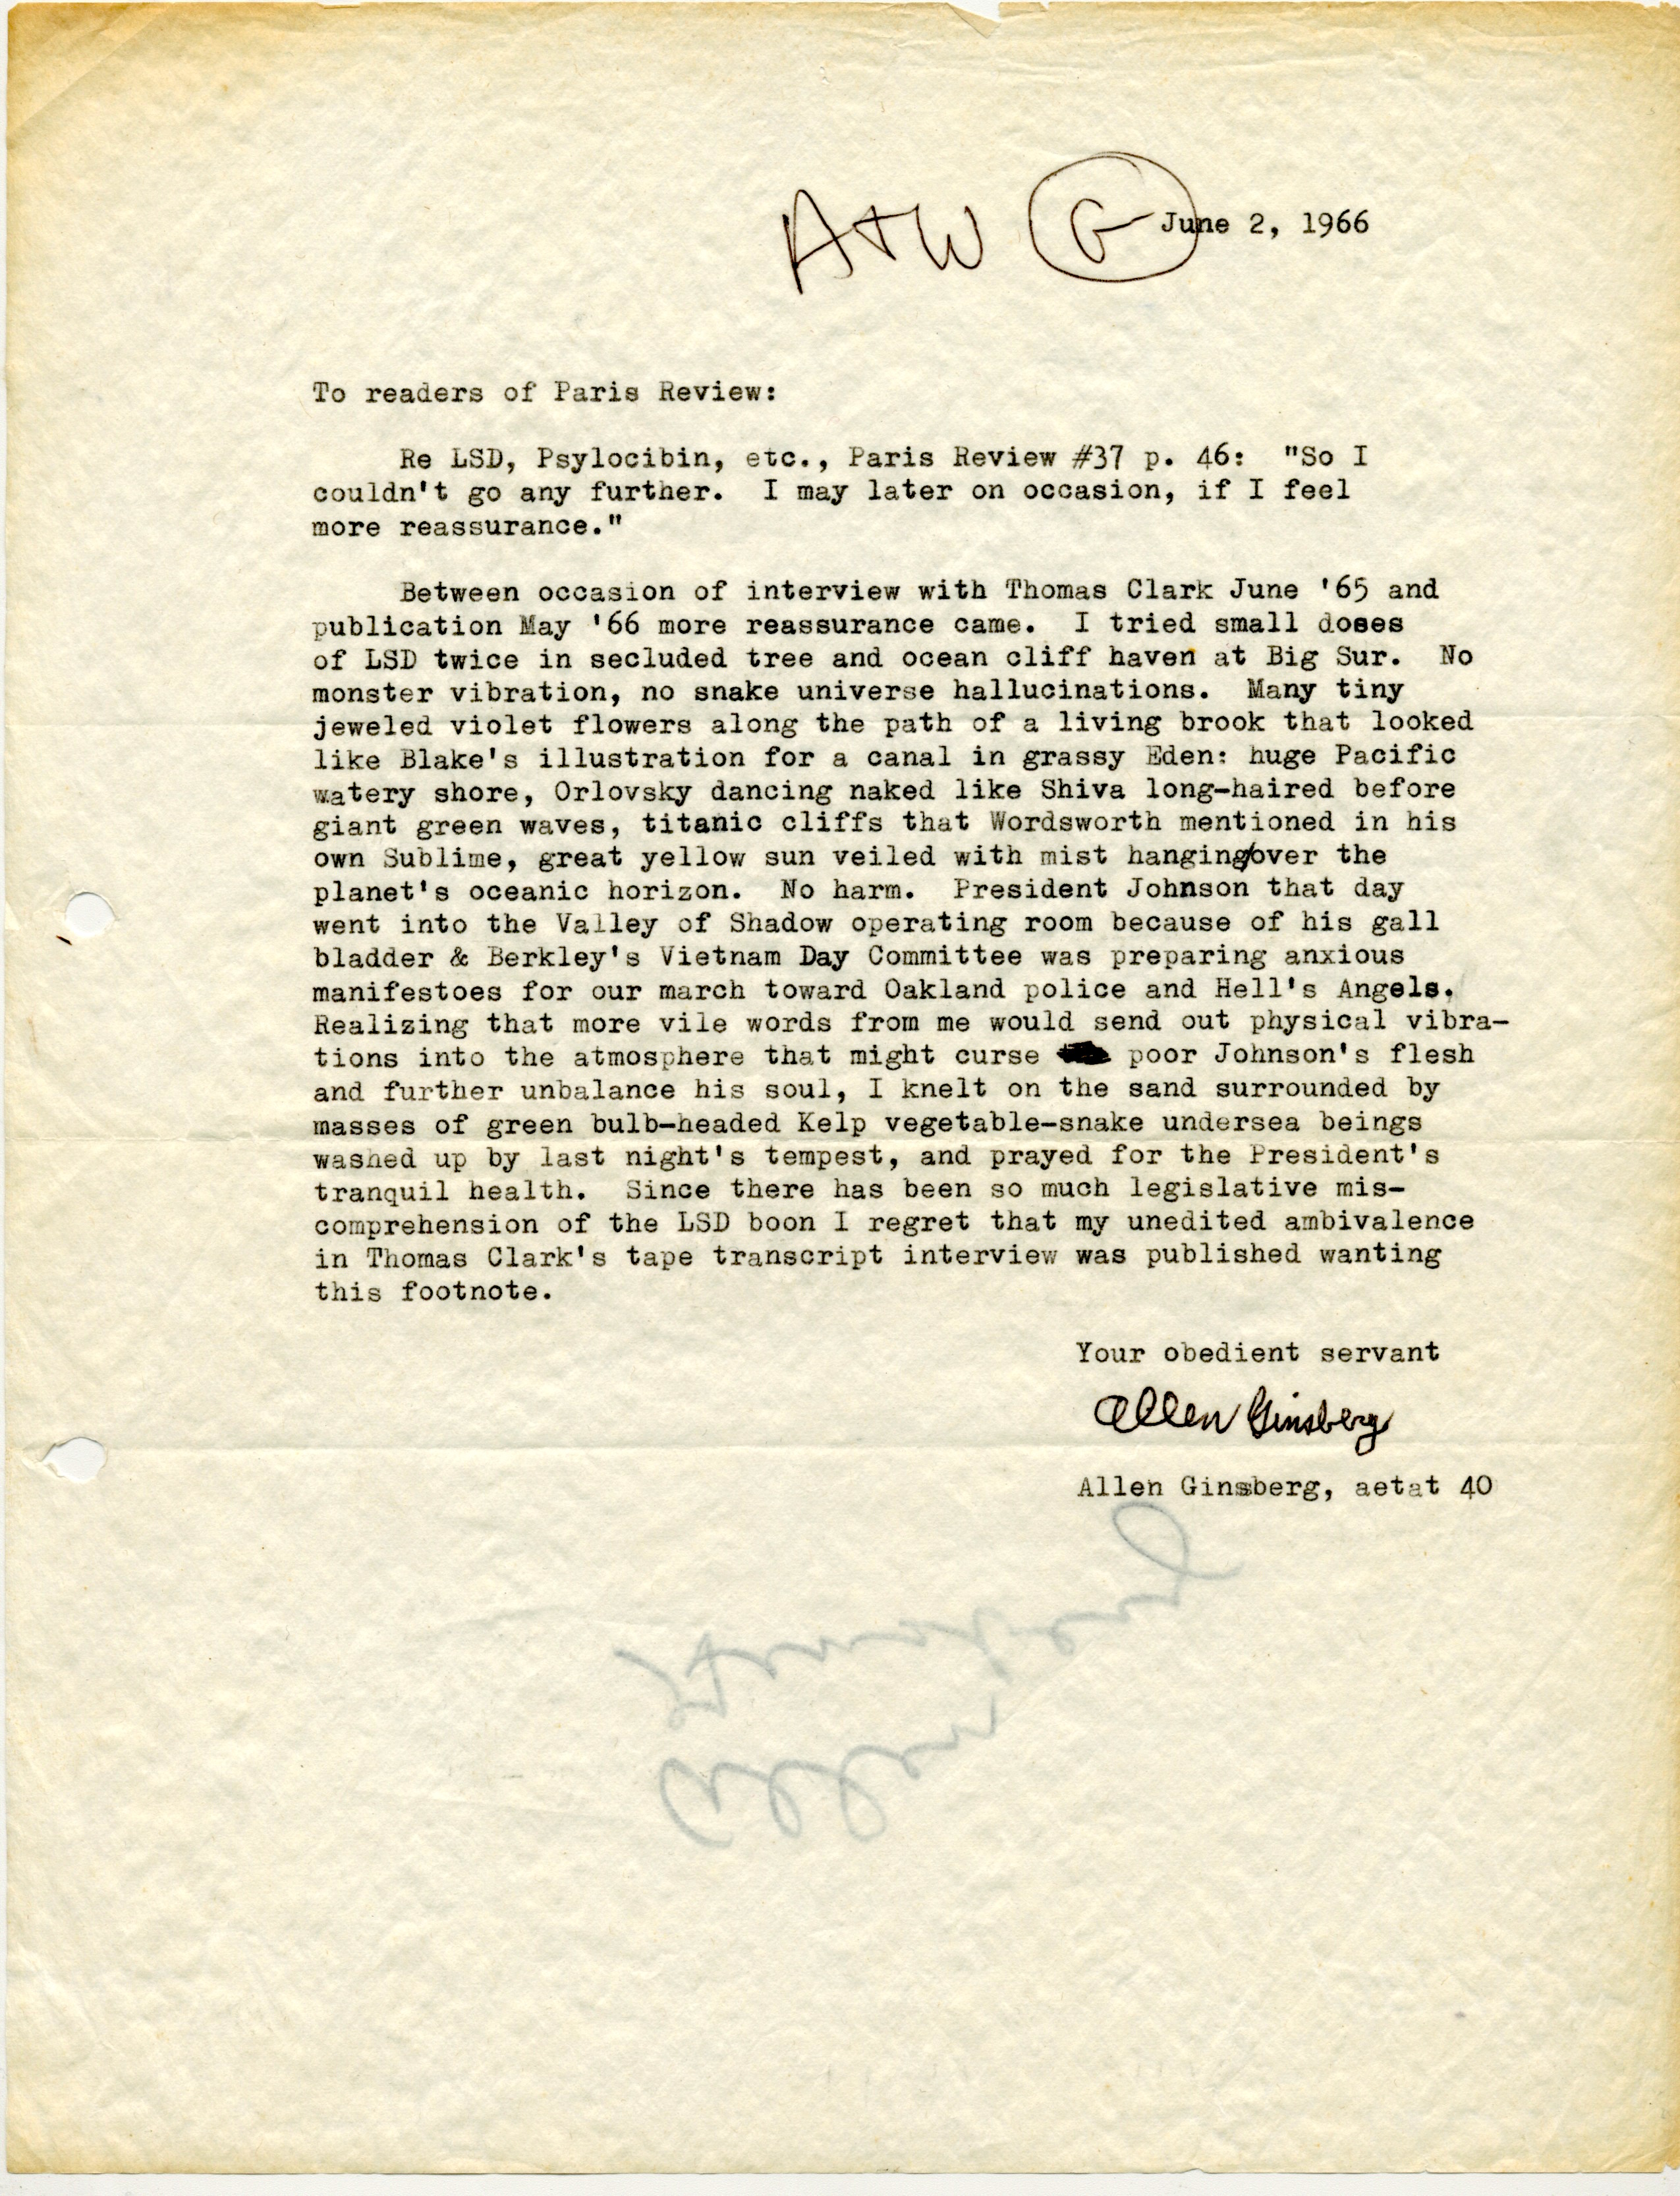 A+W G June 2, 1966
To readers of Paris Review:
Re LSD, Psylocibin, etc., Paris Review #37 p. 46: "So I
couldn't go any further. I may later on occasion, if I feel
more reassurance."
Between occasion of interview with Thomas Clark June '65 and
publication May '66 more reassurance came. I tried small doses
of LSD twice in secluded tree and ocean cliff haven at Big Sur. No
monster vibration, no snake universe hallucinations. Many tiny
jeweled violet flowers along the path of a living brook that looked
like Blake's illustration for a canal in grassy Eden: huge Pacific
watery shore, Orlovsky dancing naked like Shiva long-haired before
giant green waves, titanic cliffs that Wordsworth mentioned in his
own Sublime, great yellow sun veiled with mist hanging/over the
planet's oceanic horizon. No harm. President Johnson that day
went into the Valley of Shadow operating room because of his gall
bladder & Berkley's Vietnam Day Committee was preparing anxious
manifestoes for our march toward Oakland police and Hell's Angels.
Realizing that more vile words from me would send out physical vibra-
tions into the atmosphere that might curse poor Johnson's flesh
and further unbalance his soul, I knelt on the sand surrounded by
masses of green bulb-headed Kelp vegetable-snake undersea beings
washed up by last night's tempest, and prayed for the President's
tranquil health. Since there has been so much legislative mis-
comprehension of the LSD boon I regret that my unedited ambivalence
in Thomas Clark's tape transcript interview was published wanting
this footnote.
Your obedient servant
Allen Ginsberg
Allen Ginsberg, aetat 40
Allen
Ginsberg